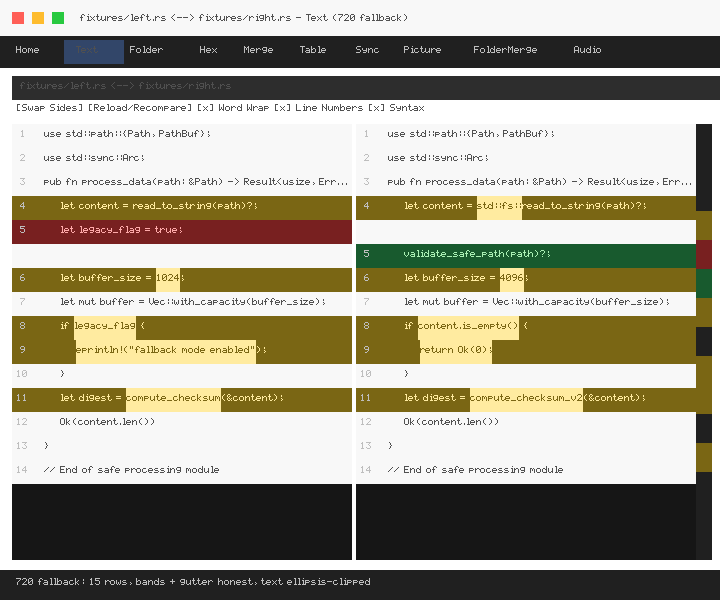 fixtures/left.rs <--> fixtures/right.rs - Text (720 fallback)
Home Text Folder Hex Merge Table Sync Picture FolderMerge Audio
fixtures/left.rs <--> fixtures/right.rs
[Swap Sides] [Reload/Recompare] [x] Word Wrap [x] Line Numbers [x] Syntax
1 use std::path::{Path, PathBuf};
2 use std::sync::Arc;
3 pub fn process_data(path: &Path) -> Result<usize, Err...
4 let content = read_to_string(path)?;
5 let legacy_flag = true;
6 let buffer_size = 1024;
7 let mut buffer = Vec::with_capacity(buffer_size);
8 if legacy_flag {
9 eprintln!("fallback mode enabled");
10 }
11 let digest = compute_checksum(&content);
12 Ok(content.len())
13 }
14 // End of safe processing module
1 use std::path::{Path, PathBuf};
2 use std::sync::Arc;
3 pub fn process_data(path: &Path) -> Result<usize, Err...
4 let content = std::fs::read_to_string(path)?;
5 validate_safe_path(path)?;
6 let buffer_size = 4096;
7 let mut buffer = Vec::with_capacity(buffer_size);
8 if content.is_empty() {
9 return Ok(0);
10 }
11 let digest = compute_checksum_v2(&content);
12 Ok(content.len())
13 }
14 // End of safe processing module
720 fallback: 15 rows, bands + gutter honest, text ellipsis-clipped